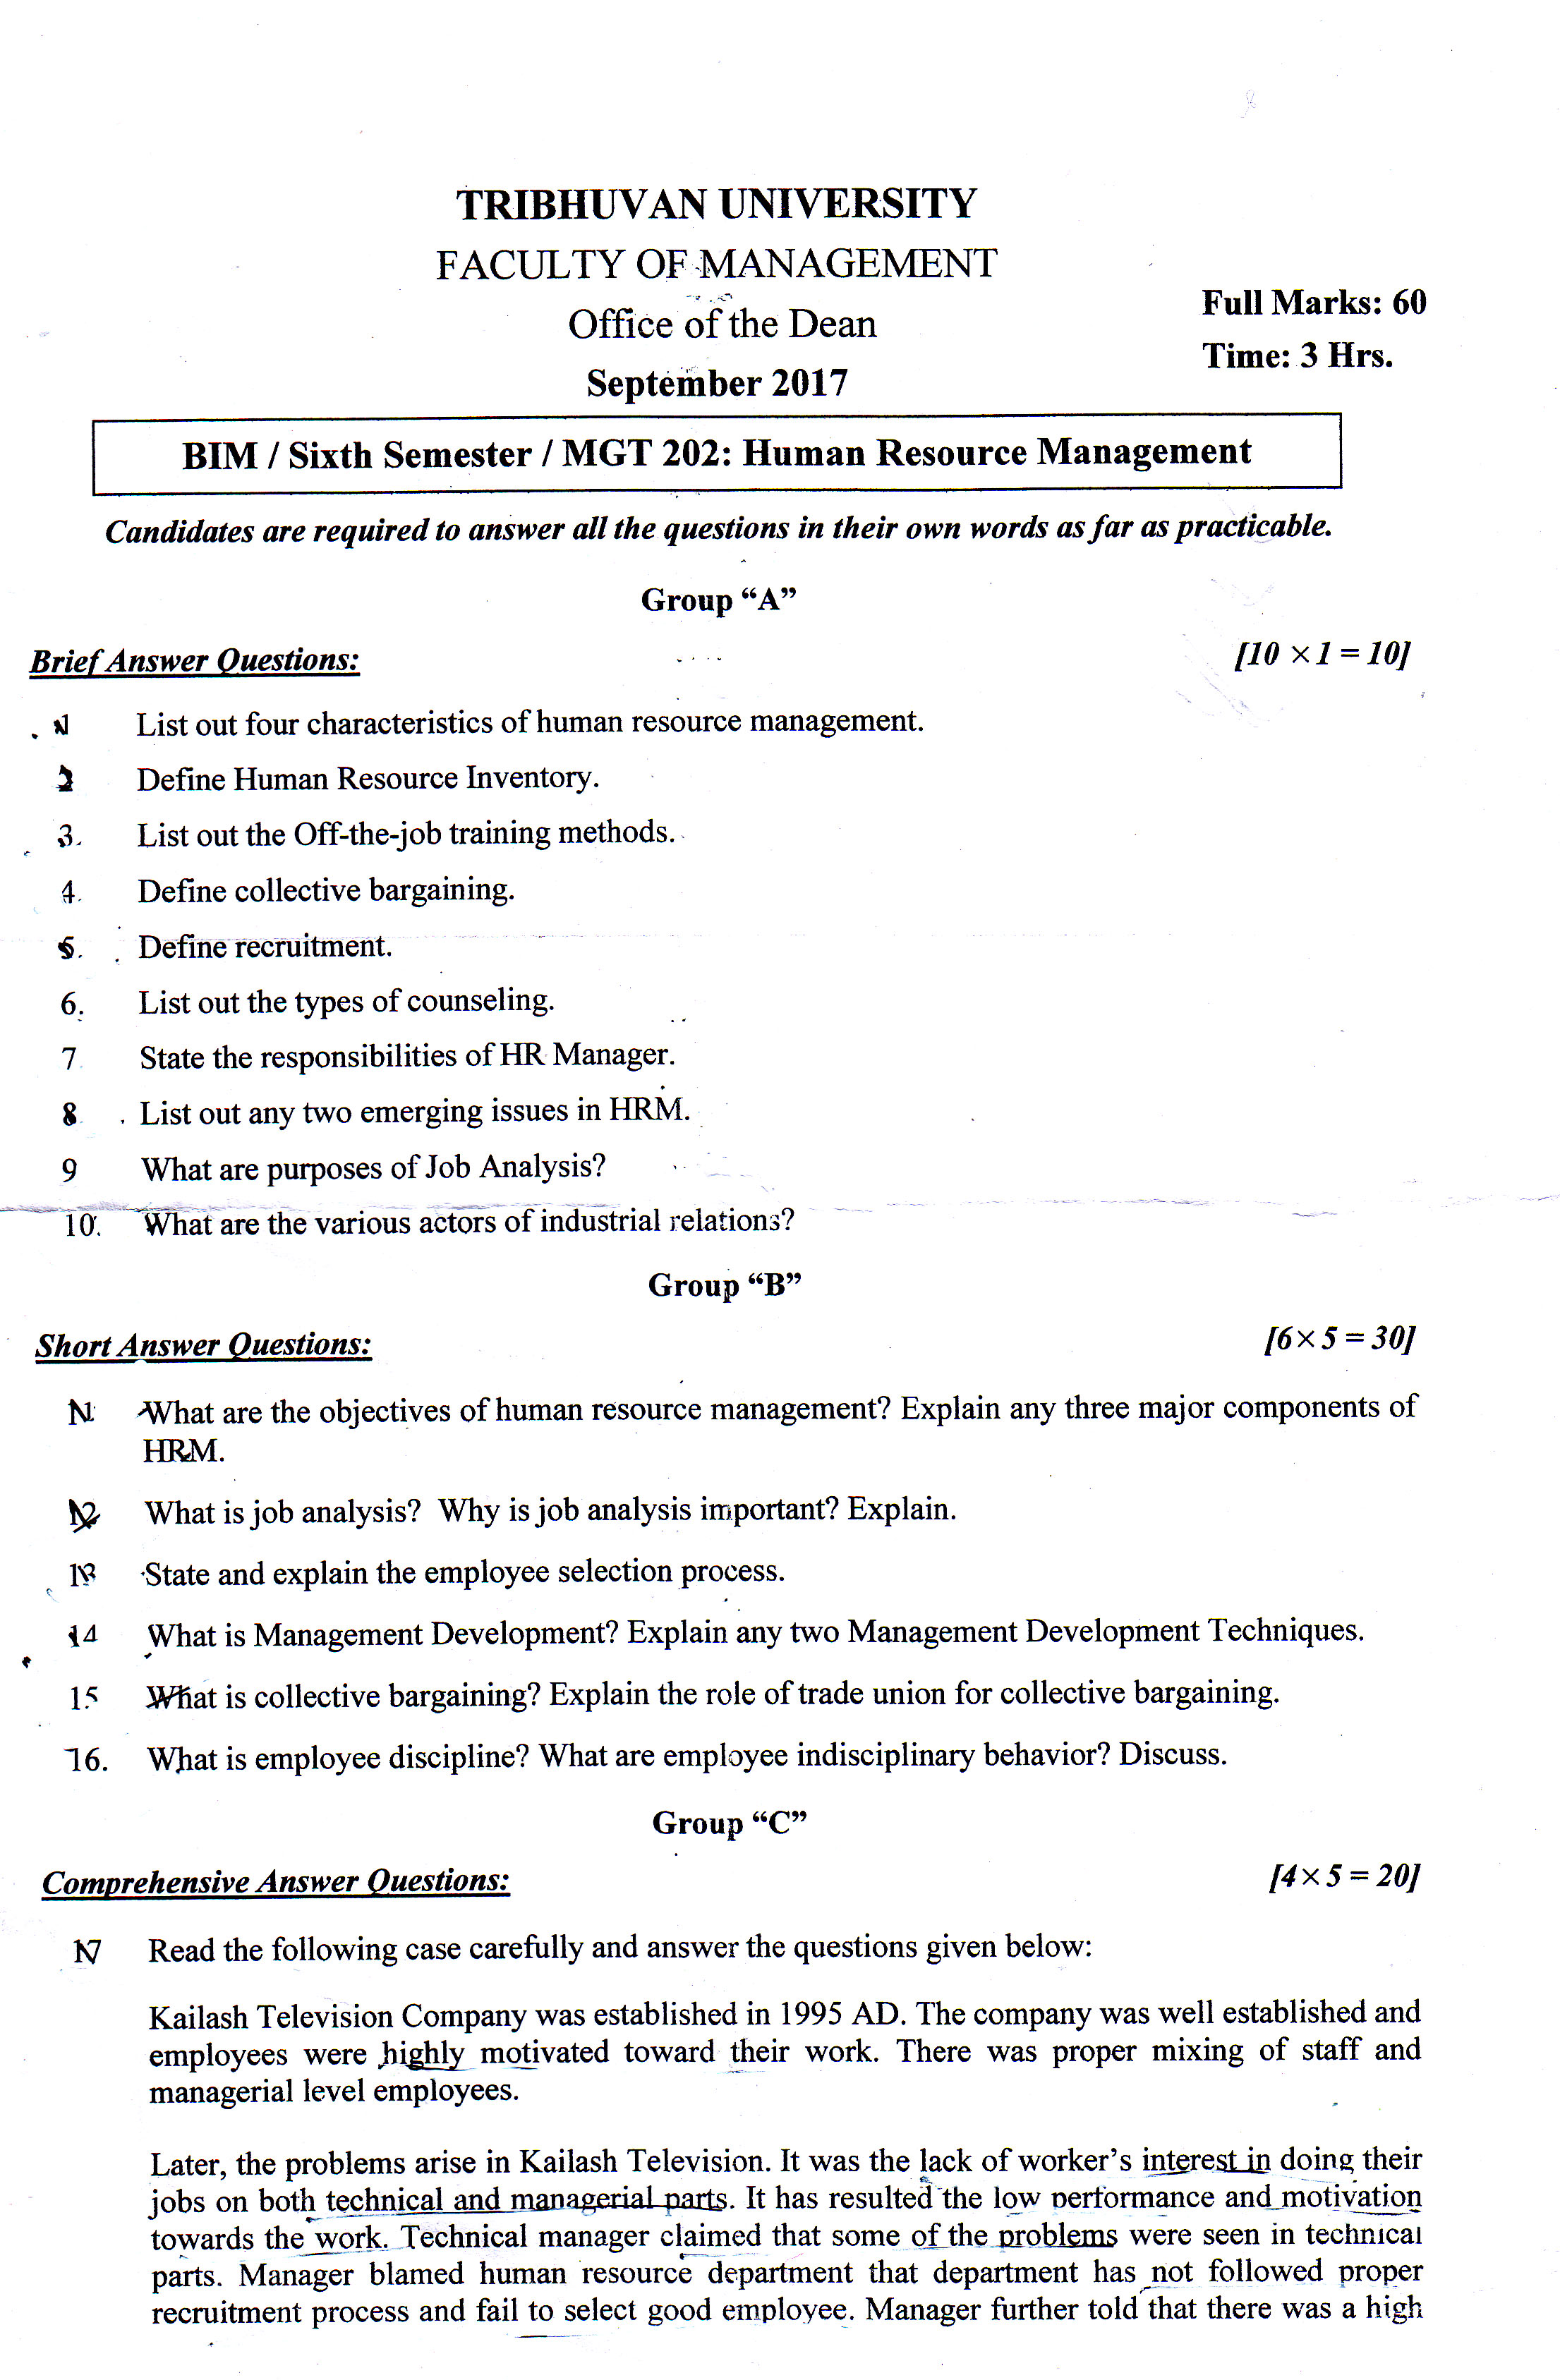 TRIBHUVAN UNIVERSITY
FACULTY OF MANAGEMENT
Office of the Dean
September 2017
Full Marks: 60
Time: 3 Hrs.
BIM / Sixth Semester / MGT 202: Human Resource Management
Candidates are required to answer all the questions in their own words as far as practicable.
Group “A”
Brief Answer Questions: [10 × 1 = 10]
1 List out four characteristics of human resource management.
2 Define Human Resource Inventory.
3. List out the Off-the-job training methods.
4. Define collective bargaining.
5. Define recruitment.
6. List out the types of counseling.
7 State the responsibilities of HR Manager.
8 List out any two emerging issues in HRM.
9 What are purposes of Job Analysis?
10. What are the various actors of industrial relations?
Group “B”
Short Answer Questions: [6 × 5 = 30]
11 What are the objectives of human resource management? Explain any three major components of
HRM.
12 What is job analysis? Why is job analysis important? Explain.
13 State and explain the employee selection process.
14 What is Management Development? Explain any two Management Development Techniques.
15 What is collective bargaining? Explain the role of trade union for collective bargaining.
16. What is employee discipline? What are employee indisciplinary behavior? Discuss.
Group “C”
Comprehensive Answer Questions: [4 × 5 = 20]
17 Read the following case carefully and answer the questions given below:
Kailash Television Company was established in 1995 AD. The company was well established and
employees were highly motivated toward their work. There was proper mixing of staff and
managerial level employees.
Later, the problems arise in Kailash Television. It was the lack of worker's interest in doing their
jobs on both technical and managerial parts. It has resulted the low performance and motivation
towards the work. Technical manager claimed that some of the problems were seen in technical
parts. Manager blamed human resource department that department has not followed proper
recruitment process and fail to select good employee. Manager further told that there was a high